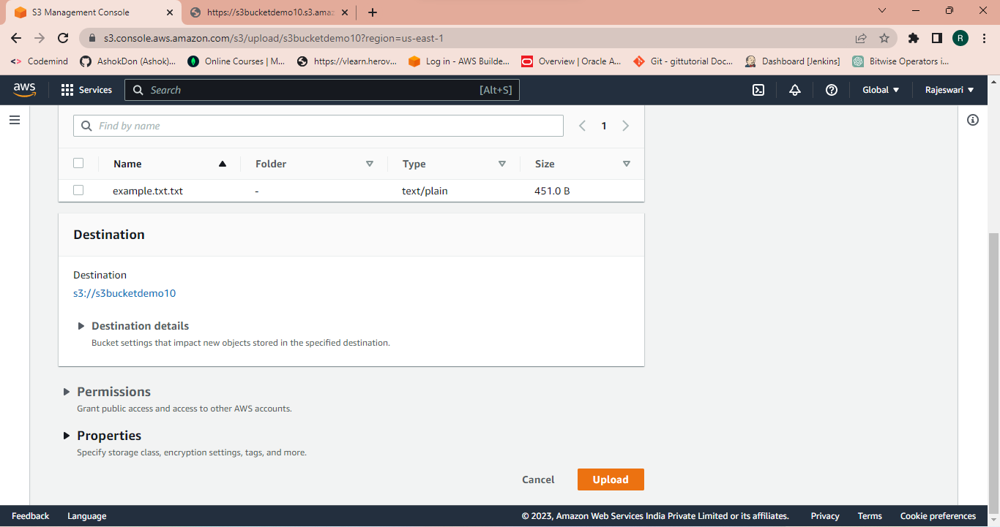 S3 Management Console
https://s3bucketdemo10.s3.amaz
s3.console.aws.amazon.com/s3/upload/s3bucketdemo10?region=us-east-1
R
Codemind
AshokDon (Ashok)...
Online Courses | M...
https://vlearn.herov...
Log in - AWS Builde...
Overview | Oracle A...
Git - gittutorial Doc...
Dashboard [Jenkins]
Bitwise Operators i...
aws
Services
Search
[Alt+S]
Global
Rajeswari
Find by name
1
Name Folder Type Size
example.txt.txt - text/plain 451.0 B
Destination
Destination
s3://s3bucketdemo10
Destination details
Bucket settings that impact new objects stored in the specified destination.
Permissions
Grant public access and access to other AWS accounts.
Properties
Specify storage class, encryption settings, tags, and more.
Cancel
Upload
Feedback
Language
© 2023, Amazon Web Services India Private Limited or its affiliates.
Privacy
Terms
Cookie preferences